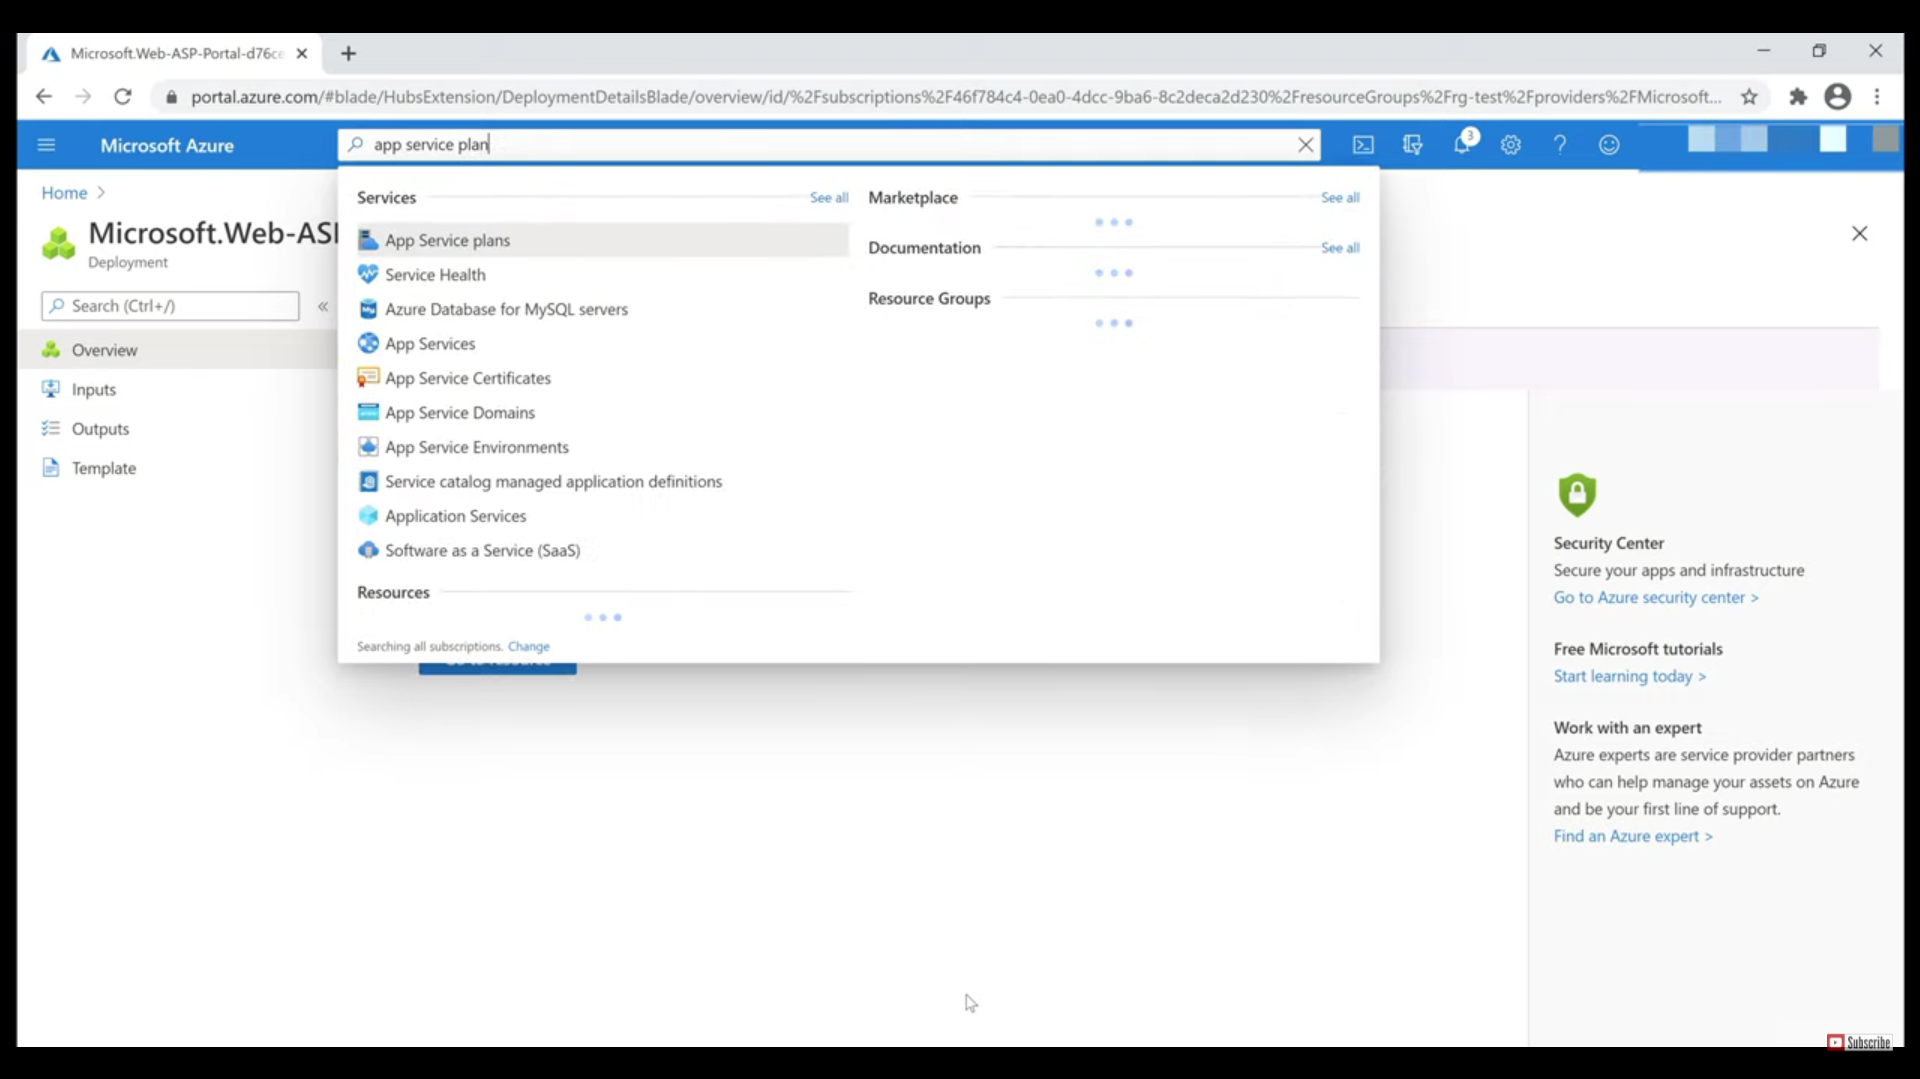 Microsoft.Web-ASP-Portal-d76ce
portal.azure.com/#blade/HubsExtension/DeploymentDetailsBlade/overview/id/%2Fsubscriptions%2F46f784c4-0ea0-4dcc-9ba6-8c2deca2d230%2FresourceGroups%2Frg-test%2Fproviders%2FMicrosoft...
Microsoft Azure
app service plan
3
Home
Microsoft.Web-AS
Deployment
Search (Ctrl+/)
Overview
Inputs
Outputs
Template
Services
See all
App Service plans
Service Health
Azure Database for MySQL servers
App Services
App Service Certificates
App Service Domains
App Service Environments
Service catalog managed application definitions
Application Services
Software as a Service (SaaS)
Resources
Searching all subscriptions. Change
Marketplace
See all
Documentation
See all
Resource Groups
Security Center
Secure your apps and infrastructure
Go to Azure security center >
Free Microsoft tutorials
Start learning today >
Work with an expert
Azure experts are service provider partners
who can help manage your assets on Azure
and be your first line of support.
Find an Azure expert >
Subscribe